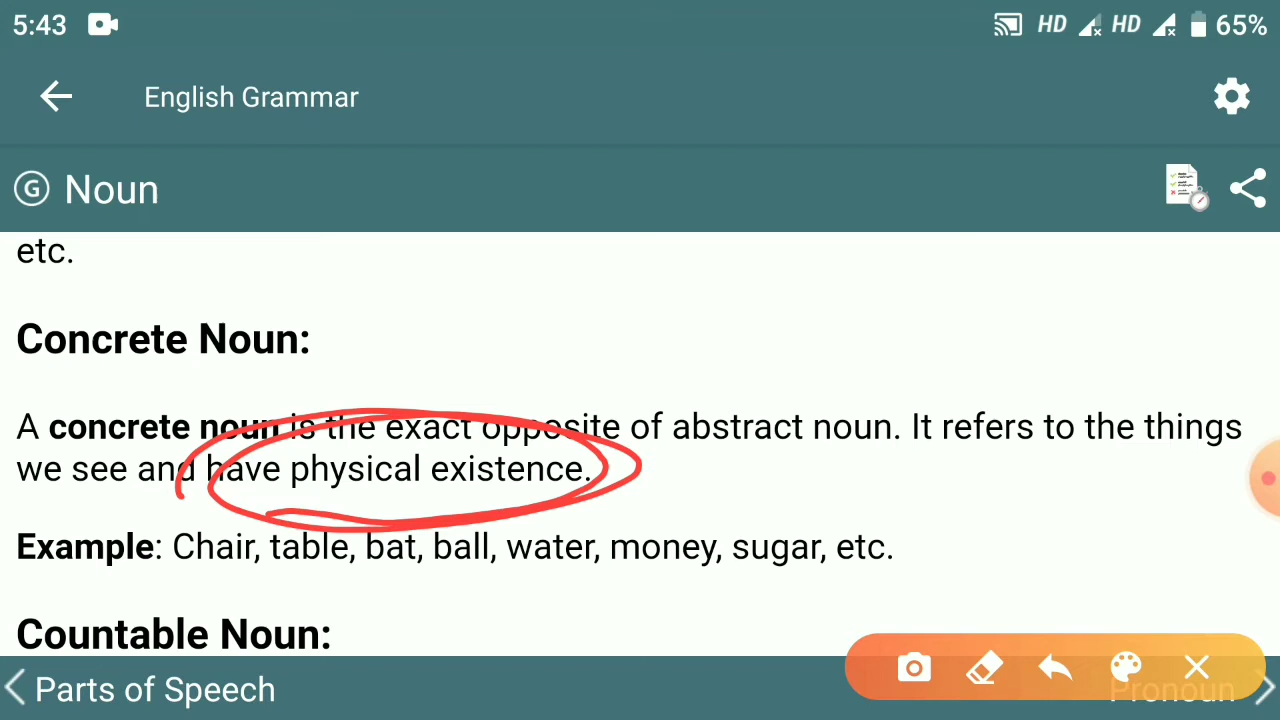 5:43 HD HD 65%
English Grammar
G Noun
etc.
Concrete Noun:
A concrete noun is the exact opposite of abstract noun. It refers to the things
we see and have physical existence.
Example: Chair, table, bat, ball, water, money, sugar, etc.
Countable Noun:
Parts of Speech Pronoun